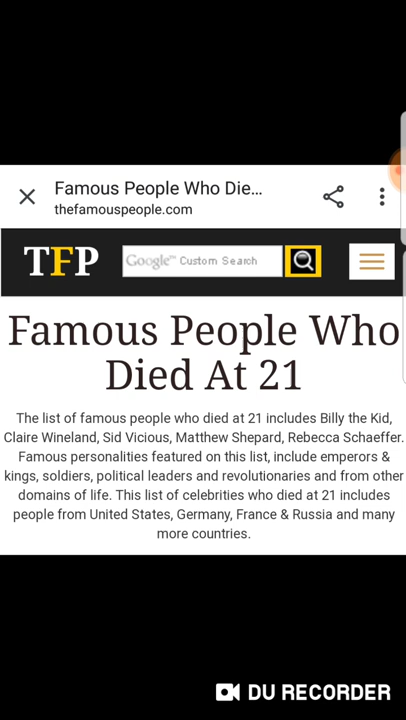 Famous People Who Die...
thefamouspeople.com
TFP
Google™ Custom Search
Famous People Who
Died At 21
The list of famous people who died at 21 includes Billy the Kid,
Claire Wineland, Sid Vicious, Matthew Shepard, Rebecca Schaeffer.
Famous personalities featured on this list, include emperors &
kings, soldiers, political leaders and revolutionaries and from other
domains of life. This list of celebrities who died at 21 includes
people from United States, Germany, France & Russia and many
more countries.
DU RECORDER